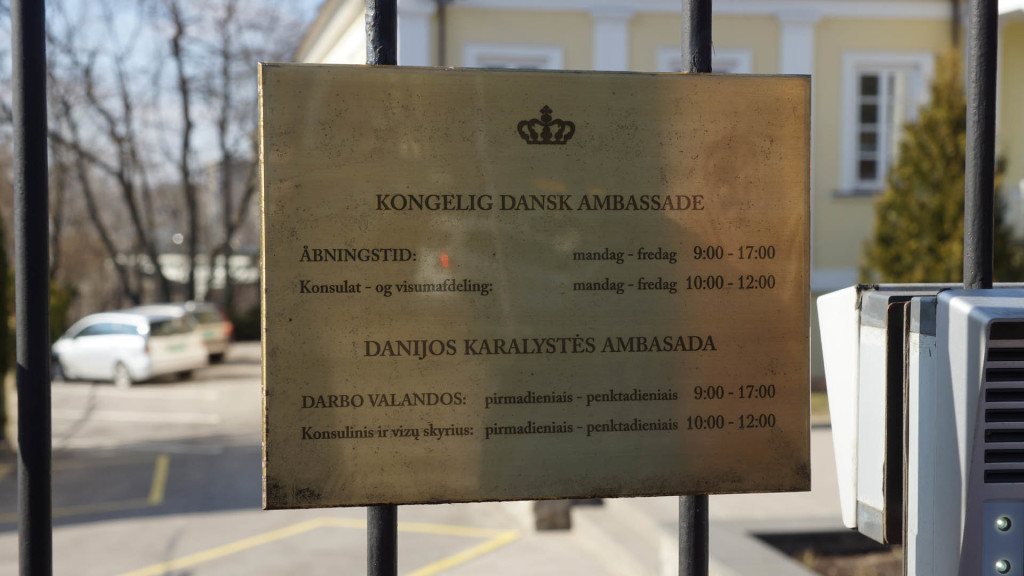 KONGELIG DANSK AMBASSADE
ÅBNINGSTID: mandag - fredag 9:00 - 17:00
Konsulat - og visumafdeling: mandag - fredag 10:00 - 12:00
DANIJOS KARALYSTĖS AMBASADA
DARBO VALANDOS: pirmadieniais - penktadieniais 9:00 - 17:00
Konsulinis ir vizų skyrius: pirmadieniais - penktadieniais 10:00 - 12:00